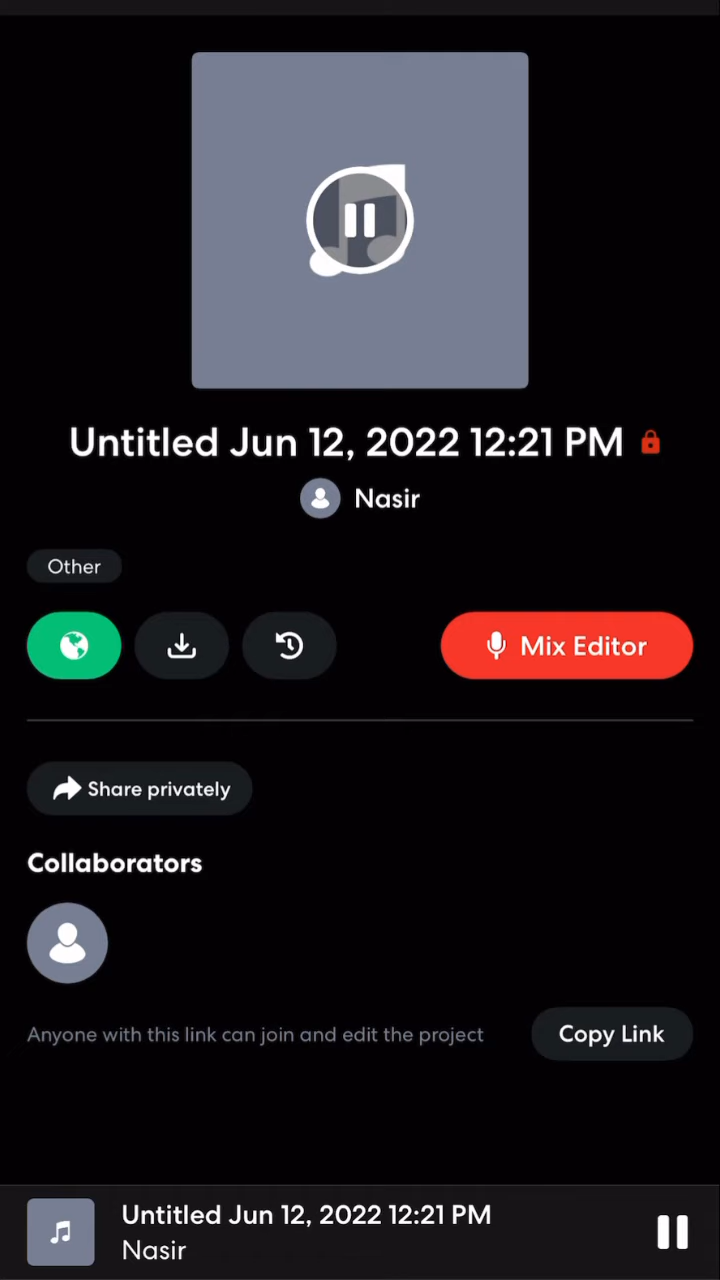 Untitled Jun 12, 2022 12:21 PM
Nasir
Other
Mix Editor
Share privately
Collaborators
Anyone with this link can join and edit the project
Copy Link
Untitled Jun 12, 2022 12:21 PM
Nasir